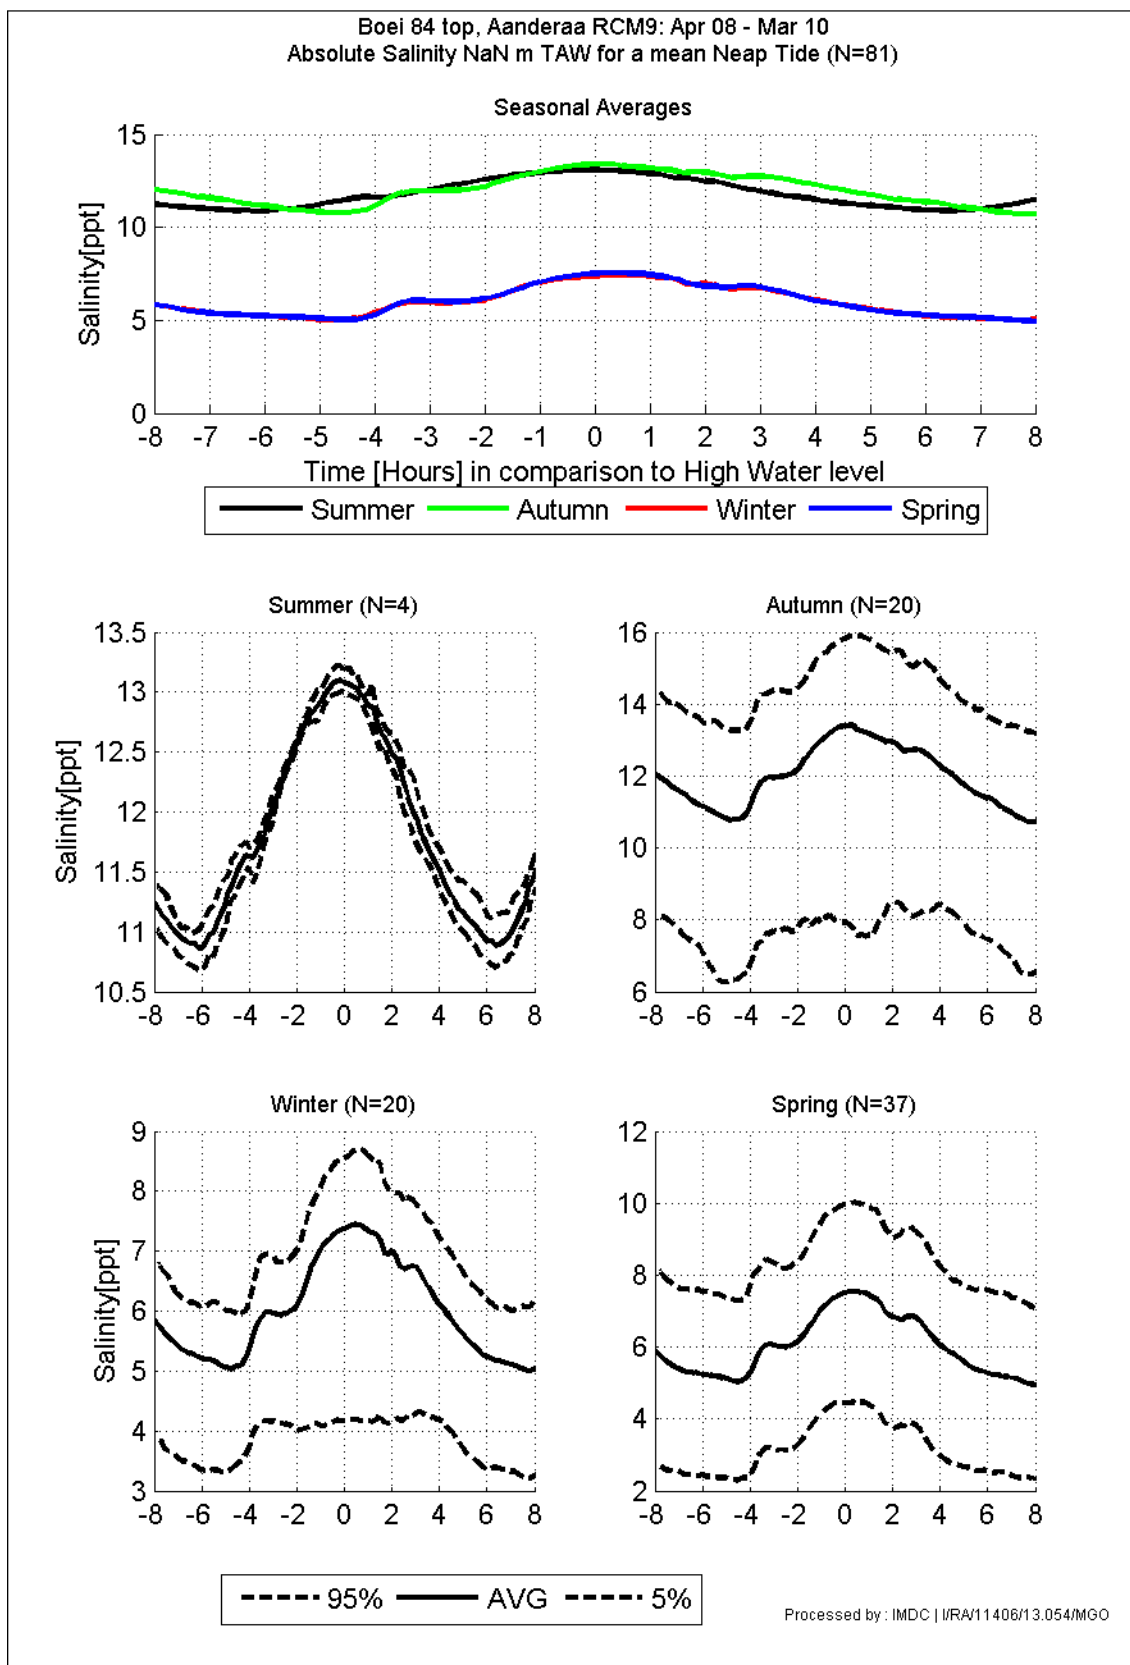 Boei 84 top, Aanderaa RCM9: Apr 08 - Mar 10
Absolute Salinity NaN m TAW for a mean Neap Tide (N=81)
Seasonal Averages
15
10
5
0
Salinity[ppt]
-8 -7 -6 -5 -4 -3 -2 -1 0 1 2 3 4 5 6 7 8
Time [Hours] in comparison to High Water level
Summer Autumn Winter Spring
Summer (N=4)
13.5
13
12.5
12
11.5
11
10.5
Salinity[ppt]
-8 -6 -4 -2 0 2 4 6 8
Autumn (N=20)
16
14
12
10
8
6
-8 -6 -4 -2 0 2 4 6 8
Winter (N=20)
9
8
7
6
5
4
3
Salinity[ppt]
-8 -6 -4 -2 0 2 4 6 8
Spring (N=37)
12
10
8
6
4
2
-8 -6 -4 -2 0 2 4 6 8
95% AVG 5%
Processed by : IMDC | I/RA/11406/13.054/MGO